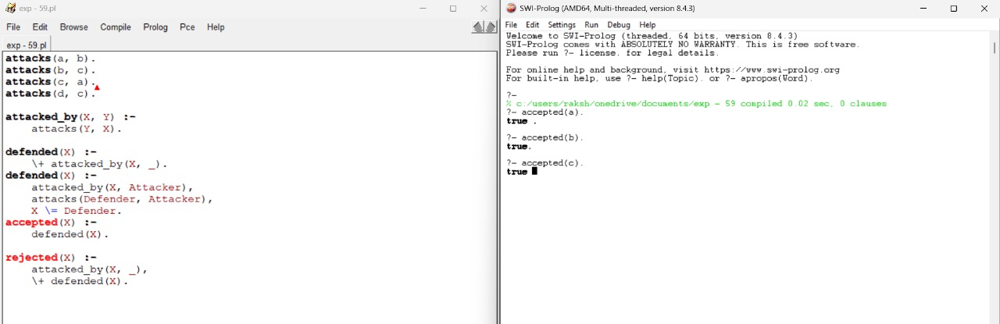 exp - 59.pl
File Edit Browse Compile Prolog Pce Help
exp - 59.pl
attacks(a, b).
attacks(b, c).
attacks(c, a).
attacks(d, c).
attacked_by(X, Y) :-
attacks(Y, X).
defended(X) :-
\+ attacked_by(X, _).
defended(X) :-
attacked_by(X, Attacker),
attacks(Defender, Attacker),
X \= Defender.
accepted(X) :-
defended(X).
rejected(X) :-
attacked_by(X, _),
\+ defended(X).
SWI-Prolog (AMD64, Multi-threaded, version 8.4.3)
File Edit Settings Run Debug Help
Welcome to SWI-Prolog (threaded, 64 bits, version 8.4.3)
SWI-Prolog comes with ABSOLUTELY NO WARRANTY. This is free software.
Please run ?- license. for legal details.
For online help and background, visit https://www.swi-prolog.org
For built-in help, use ?- help(Topic). or ?- apropos(Word).
?-
% c:/users/raksh/onedrive/documents/exp - 59 compiled 0.02 sec, 0 clauses
?- accepted(a).
true .
?- accepted(b).
true.
?- accepted(c).
true